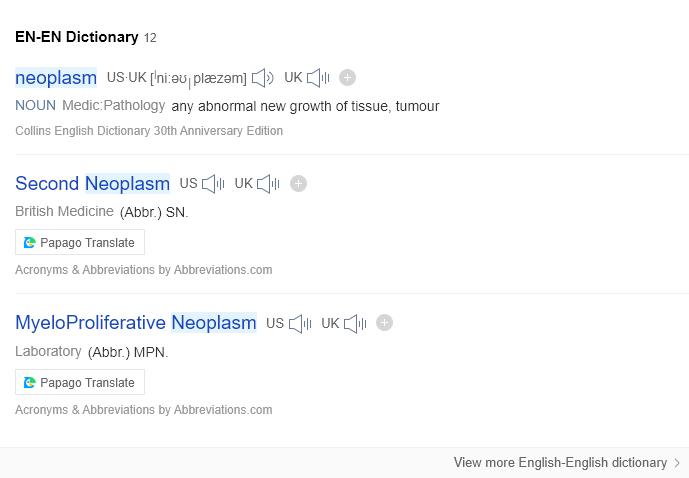 EN-EN Dictionary 12
neoplasm US·UK [ˈniːəʊˌplæzəm] UK
NOUN Medic:Pathology any abnormal new growth of tissue, tumour
Collins English Dictionary 30th Anniversary Edition
Second Neoplasm US UK
British Medicine (Abbr.) SN.
Papago Translate
Acronyms & Abbreviations by Abbreviations.com
MyeloProliferative Neoplasm US UK
Laboratory (Abbr.) MPN.
Papago Translate
Acronyms & Abbreviations by Abbreviations.com
View more English-English dictionary